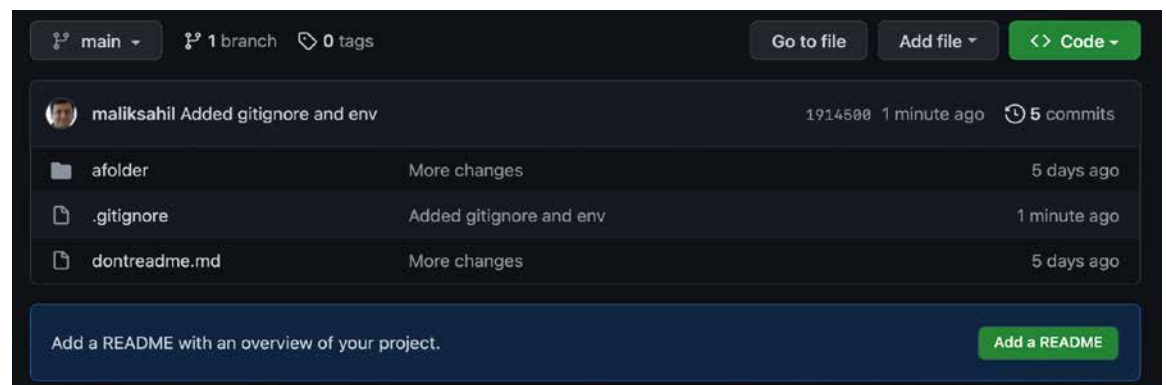 main 1 branch 0 tags Go to file Add file Code
maliksahil Added gitignore and env 1914500 1 minute ago 5 commits
afolder More changes 5 days ago
.gitignore Added gitignore and env 1 minute ago
dontreadme.md More changes 5 days ago
Add a README with an overview of your project. Add a README